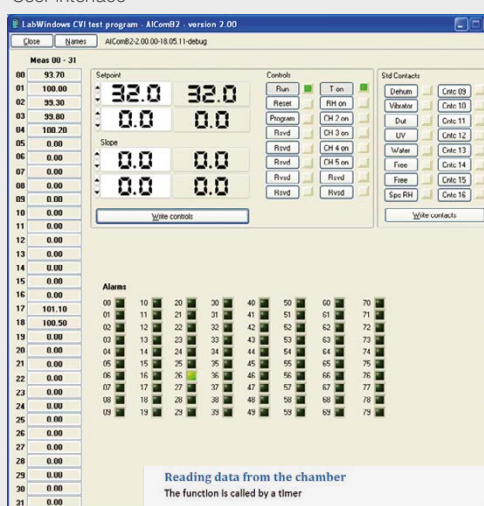 User interface
LabWindows CVI test program - AlComB2 - version 2.00
Close Names AlComB2-2.00.00-18.05.11-debug
Meas 00 - 31
00 93.70
01 100.00
02 99.30
03 99.80
04 100.20
05 0.00
06 0.00
07 0.00
08 0.00
09 0.00
10 0.00
11 0.00
12 0.00
13 0.00
14 0.00
15 0.00
16 0.00
17 101.10
18 100.50
19 0.00
20 0.00
21 0.00
22 0.00
23 0.00
24 0.00
25 0.00
26 0.00
27 0.00
28 0.00
29 0.00
30 0.00
31 0.00
Setpoint
32.0 32.0
0.0 0.0
Slope
0.0 0.0
0.0 0.0
Write controls
Controls
Run T on
Reset RH on
Program CH 2 on
Rsvd CH 3 on
Rsvd CH 4 on
Rsvd CH 5 on
Rsvd Rsvd
Rsvd Rsvd
Std Contacts
Dehum Cntc 09
Vibrator Cntc 10
Dut Cntc 11
UV Cntc 12
Water Cntc 13
Free Cntc 14
Free Cntc 15
Spc RH Cntc 16
Write contacts
Alarms
00 10 20 30 40 50 60 70
01 11 21 31 41 51 61 71
02 12 22 32 42 52 62 72
03 13 23 33 43 53 63 73
04 14 24 34 44 54 64 74
05 15 25 35 45 55 65 75
06 16 26 36 46 56 66 76
07 17 27 37 47 57 67 77
08 18 28 38 48 58 68 78
09 19 29 39 49 59 69 79
Reading data from the chamber
The function is called by a timer